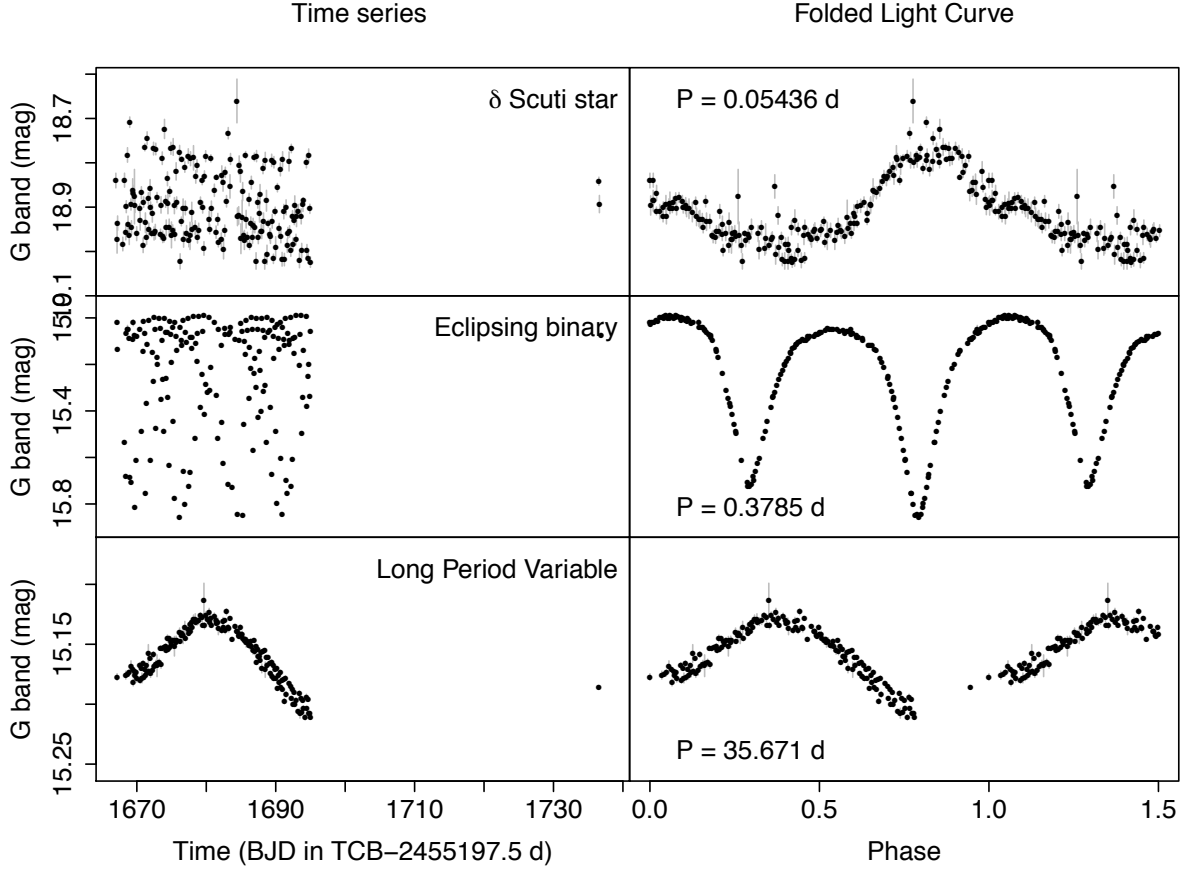 Time series
Folded Light Curve
G band (mag)
18.7
18.9
19.1
δ Scuti star
P = 0.05436 d
G band (mag)
15.0
15.4
15.8
Eclipsing binary
P = 0.3785 d
G band (mag)
15.15
15.25
Long Period Variable
P = 35.671 d
1670 1690 1710 1730
0.0 0.5 1.0 1.5
Time (BJD in TCB−2455197.5 d)
Phase